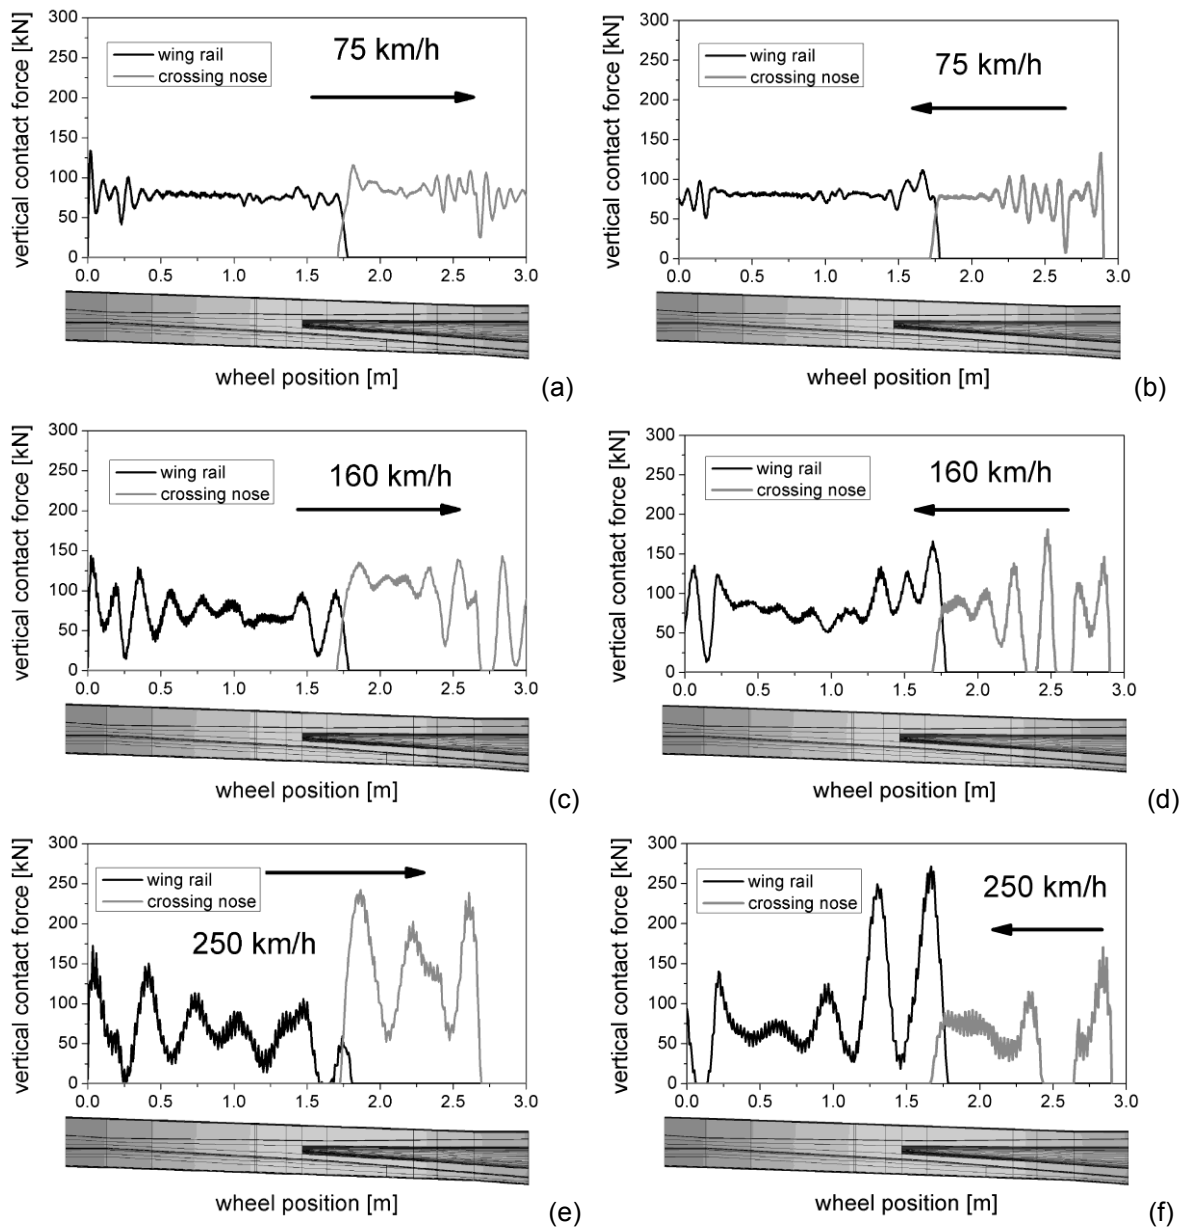 vertical contact force [kN]
300
250
200
150
100
50
0
wing rail
crossing nose
75 km/h
0.0 0.5 1.0 1.5 2.0 2.5 3.0
wheel position [m]
(a)
vertical contact force [kN]
300
250
200
150
100
50
0
wing rail
crossing nose
75 km/h
0.0 0.5 1.0 1.5 2.0 2.5 3.0
wheel position [m]
(b)
vertical contact force [kN]
300
250
200
150
100
50
0
wing rail
crossing nose
160 km/h
0.0 0.5 1.0 1.5 2.0 2.5 3.0
wheel position [m]
(c)
vertical contact force [kN]
300
250
200
150
100
50
0
wing rail
crossing nose
160 km/h
0.0 0.5 1.0 1.5 2.0 2.5 3.0
wheel position [m]
(d)
vertical contact force [kN]
300
250
200
150
100
50
0
wing rail
crossing nose
250 km/h
0.0 0.5 1.0 1.5 2.0 2.5 3.0
wheel position [m]
(e)
vertical contact force [kN]
300
250
200
150
100
50
0
wing rail
crossing nose
250 km/h
0.0 0.5 1.0 1.5 2.0 2.5 3.0
wheel position [m]
(f)